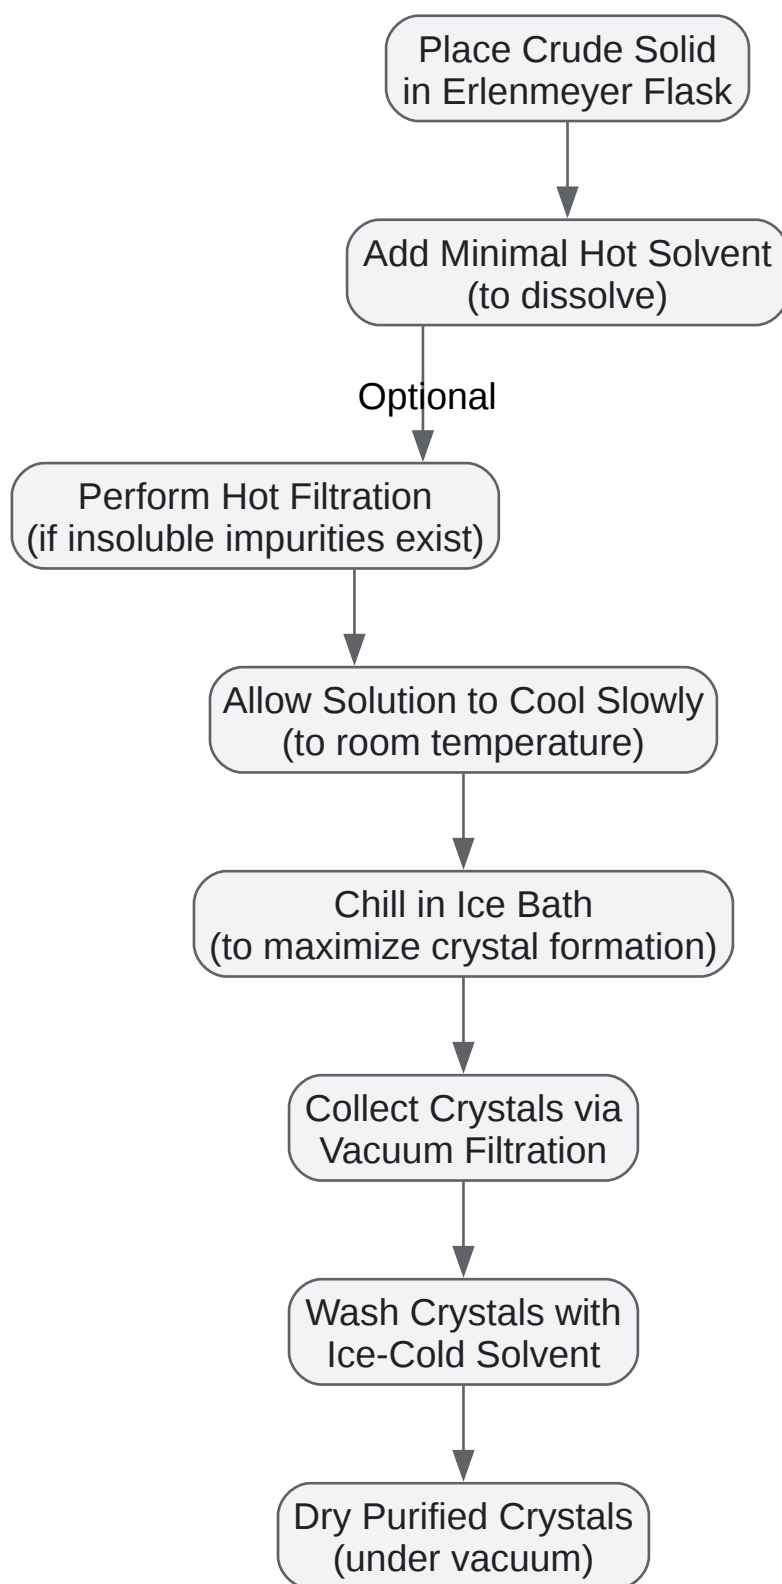 Place Crude Solid
in Erlenmeyer Flask
Add Minimal Hot Solvent
(to dissolve)
Optional
Perform Hot Filtration
(if insoluble impurities exist)
Allow Solution to Cool Slowly
(to room temperature)
Chill in Ice Bath
(to maximize crystal formation)
Collect Crystals via
Vacuum Filtration
Wash Crystals with
Ice-Cold Solvent
Dry Purified Crystals
(under vacuum)